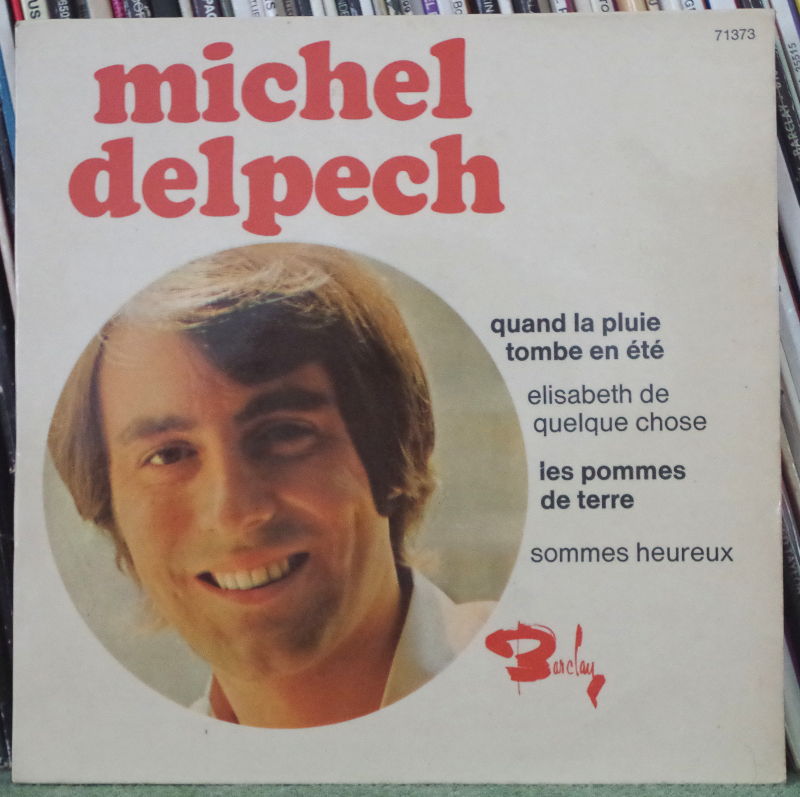 71373
michel
delpech
quand la pluie
tombe en été
elisabeth de
quelque chose
les pommes
de terre
sommes heureux
Barclay